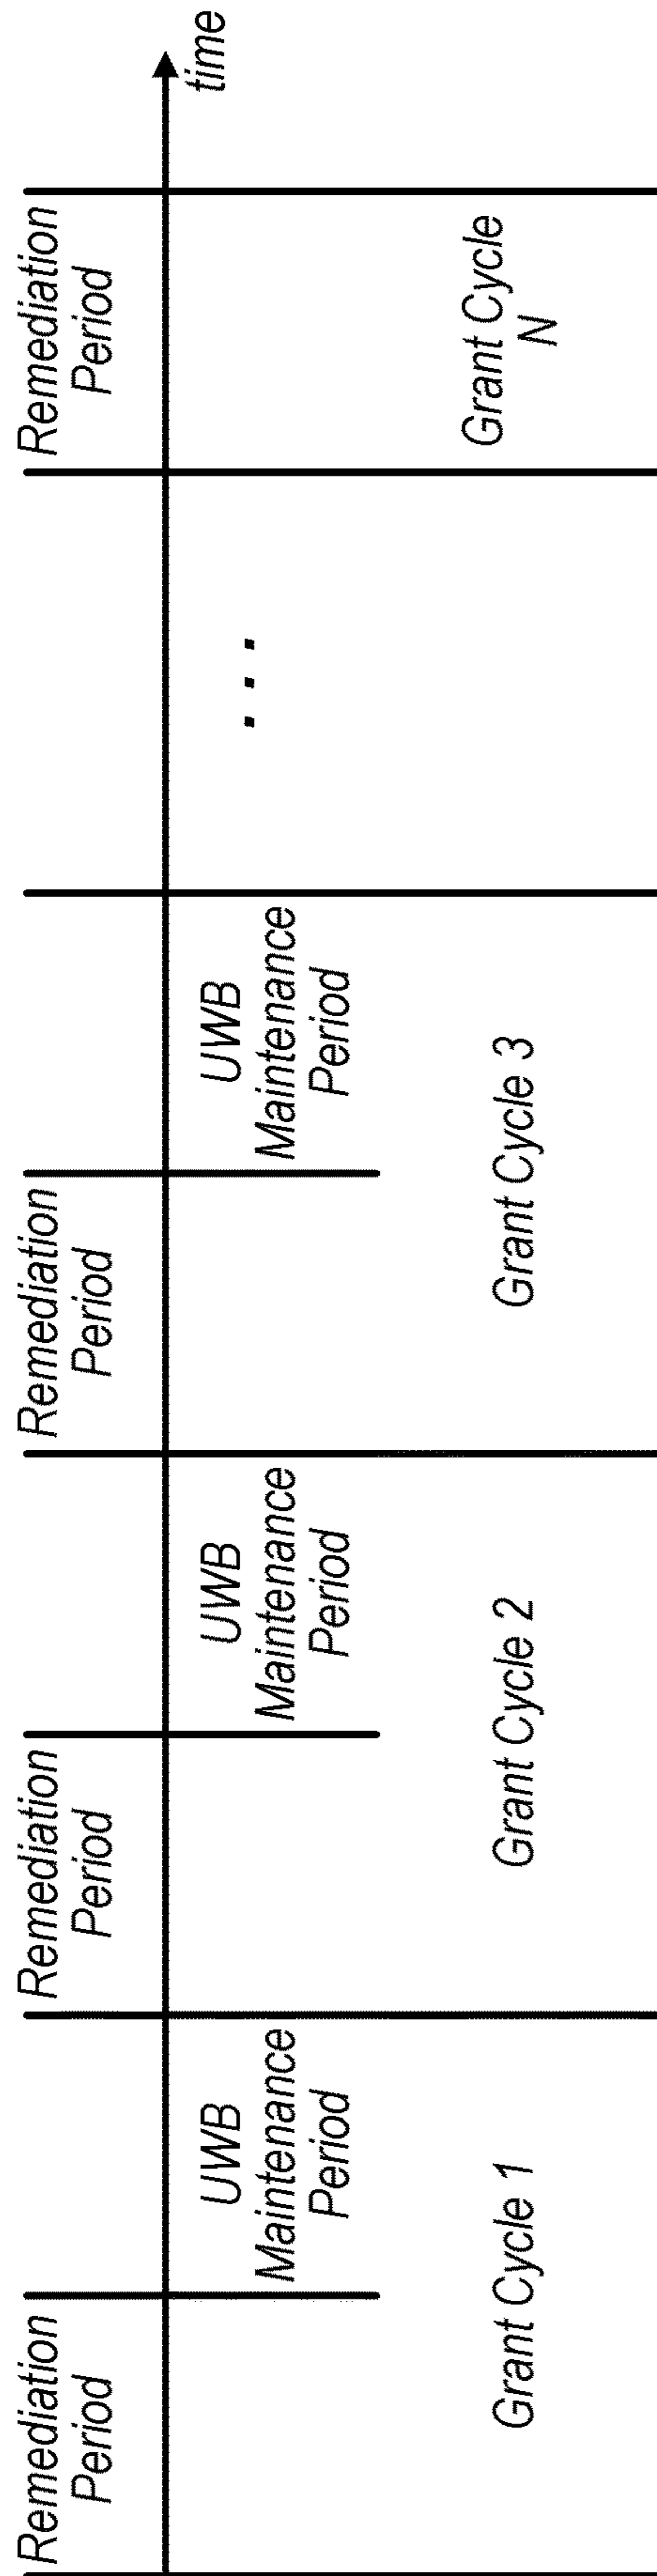 Remediation
Period
Remediation
Period
Remediation
Period
Remediation
Period
time
UWB
Maintenance
Period
UWB
Maintenance
Period
UWB
Maintenance
Period
. . .
Grant Cycle 1
Grant Cycle 2
Grant Cycle 3
Grant Cycle
N